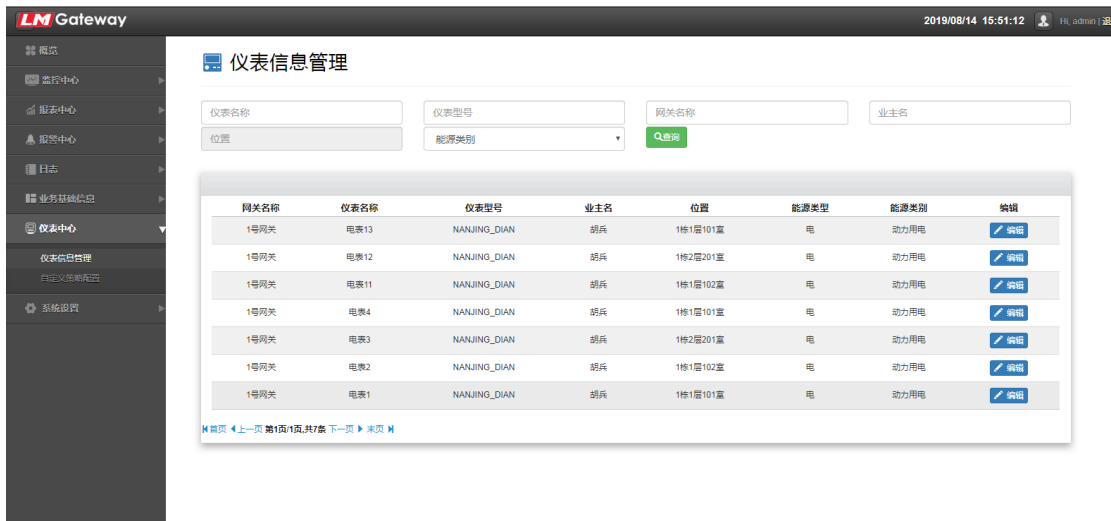 LM Gateway
2019/08/14 15:51:12 Hi, admin | 退
概览
监控中心
报表中心
报警中心
日志
业务基础信息
仪表中心
仪表信息管理
自定义策略配置
系统设置
仪表信息管理
仪表名称 仪表型号 网关名称 业主名
位置 能源类别 查询
网关名称 仪表名称 仪表型号 业主名 位置 能源类型 能源类别 编辑
1号网关 电表13 NANJING_DIAN 胡兵 1栋1层101室 电 动力用电 编辑
1号网关 电表12 NANJING_DIAN 胡兵 1栋2层201室 电 动力用电 编辑
1号网关 电表11 NANJING_DIAN 胡兵 1栋1层102室 电 动力用电 编辑
1号网关 电表4 NANJING_DIAN 胡兵 1栋1层101室 电 动力用电 编辑
1号网关 电表3 NANJING_DIAN 胡兵 1栋2层201室 电 动力用电 编辑
1号网关 电表2 NANJING_DIAN 胡兵 1栋1层102室 电 动力用电 编辑
1号网关 电表1 NANJING_DIAN 胡兵 1栋1层101室 电 动力用电 编辑
首页 上一页 第1页/1页,共7条 下一页 末页